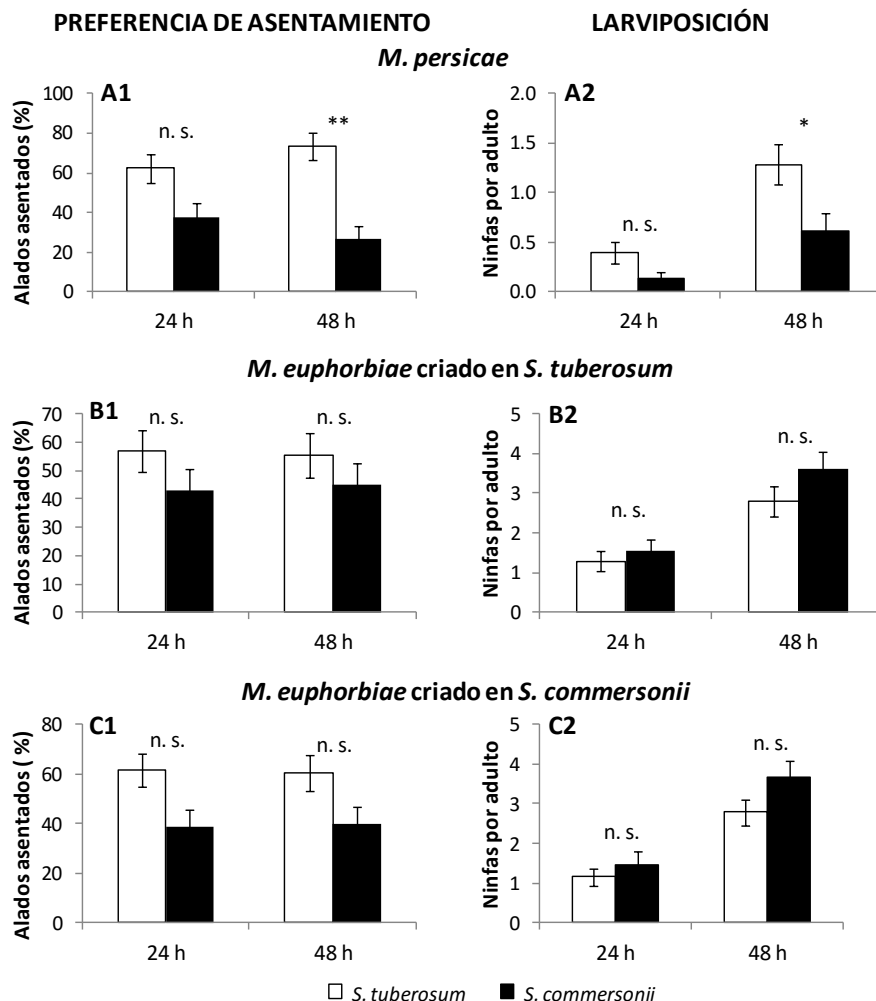 PREFERENCIA DE ASENTAMIENTO
LARVIPOSICIÓN
M. persicae
A1
Alados asentados (%)
100
80
60
40
20
0
n. s.
**
24 h
48 h
A2
Ninfas por adulto
2.0
1.5
1.0
0.5
0.0
n. s.
*
24 h
48 h
M. euphorbiae criado en S. tuberosum
B1
Alados asentados (%)
70
60
50
40
30
20
10
0
n. s.
n. s.
24 h
48 h
B2
Ninfas por adulto
5
4
3
2
1
0
n. s.
n. s.
24 h
48 h
M. euphorbiae criado en S. commersonii
C1
Alados asentados ( %)
80
60
40
20
0
n. s.
n. s.
24 h
48 h
C2
Ninfas por adulto
5
4
3
2
1
0
n. s.
n. s.
24 h
48 h
S. tuberosum
S. commersonii